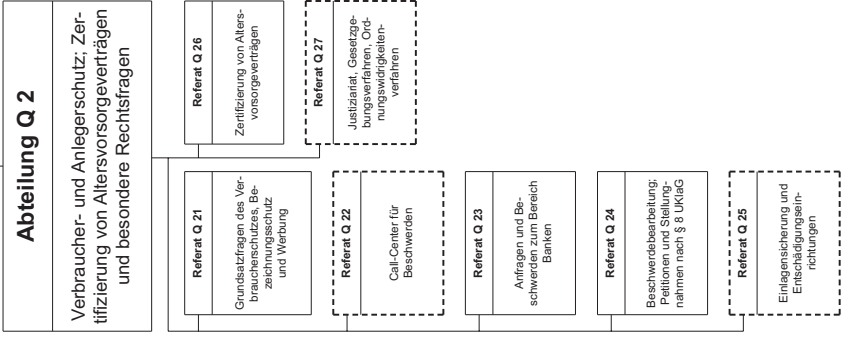 Abteilung Q 2
Verbraucher- und Anlegerschutz; Zer-
tifizierung von Altersvorsorgeverträgen
und besondere Rechtsfragen
Referat Q 21
Grundsatzfragen des Ver-
braucherschutzes, Be-
zeichnungsschutz
und Werbung
Referat Q 22
Call-Center für
Beschwerden
Referat Q 23
Anfragen und Be-
schwerden zum Bereich
Banken
Referat Q 24
Beschwerdebearbeitung;
Petitionen und Stellung-
nahmen nach § 8 UKlaG
Referat Q 25
Einlagensicherung und
Entschädigungsein-
richtungen
Referat Q 26
Zertifizierung von Alters-
vorsorgeverträgen
Referat Q 27
Justiziariat, Gesetzge-
bungsverfahren, Ord-
nungswidrigkeiten-
verfahren